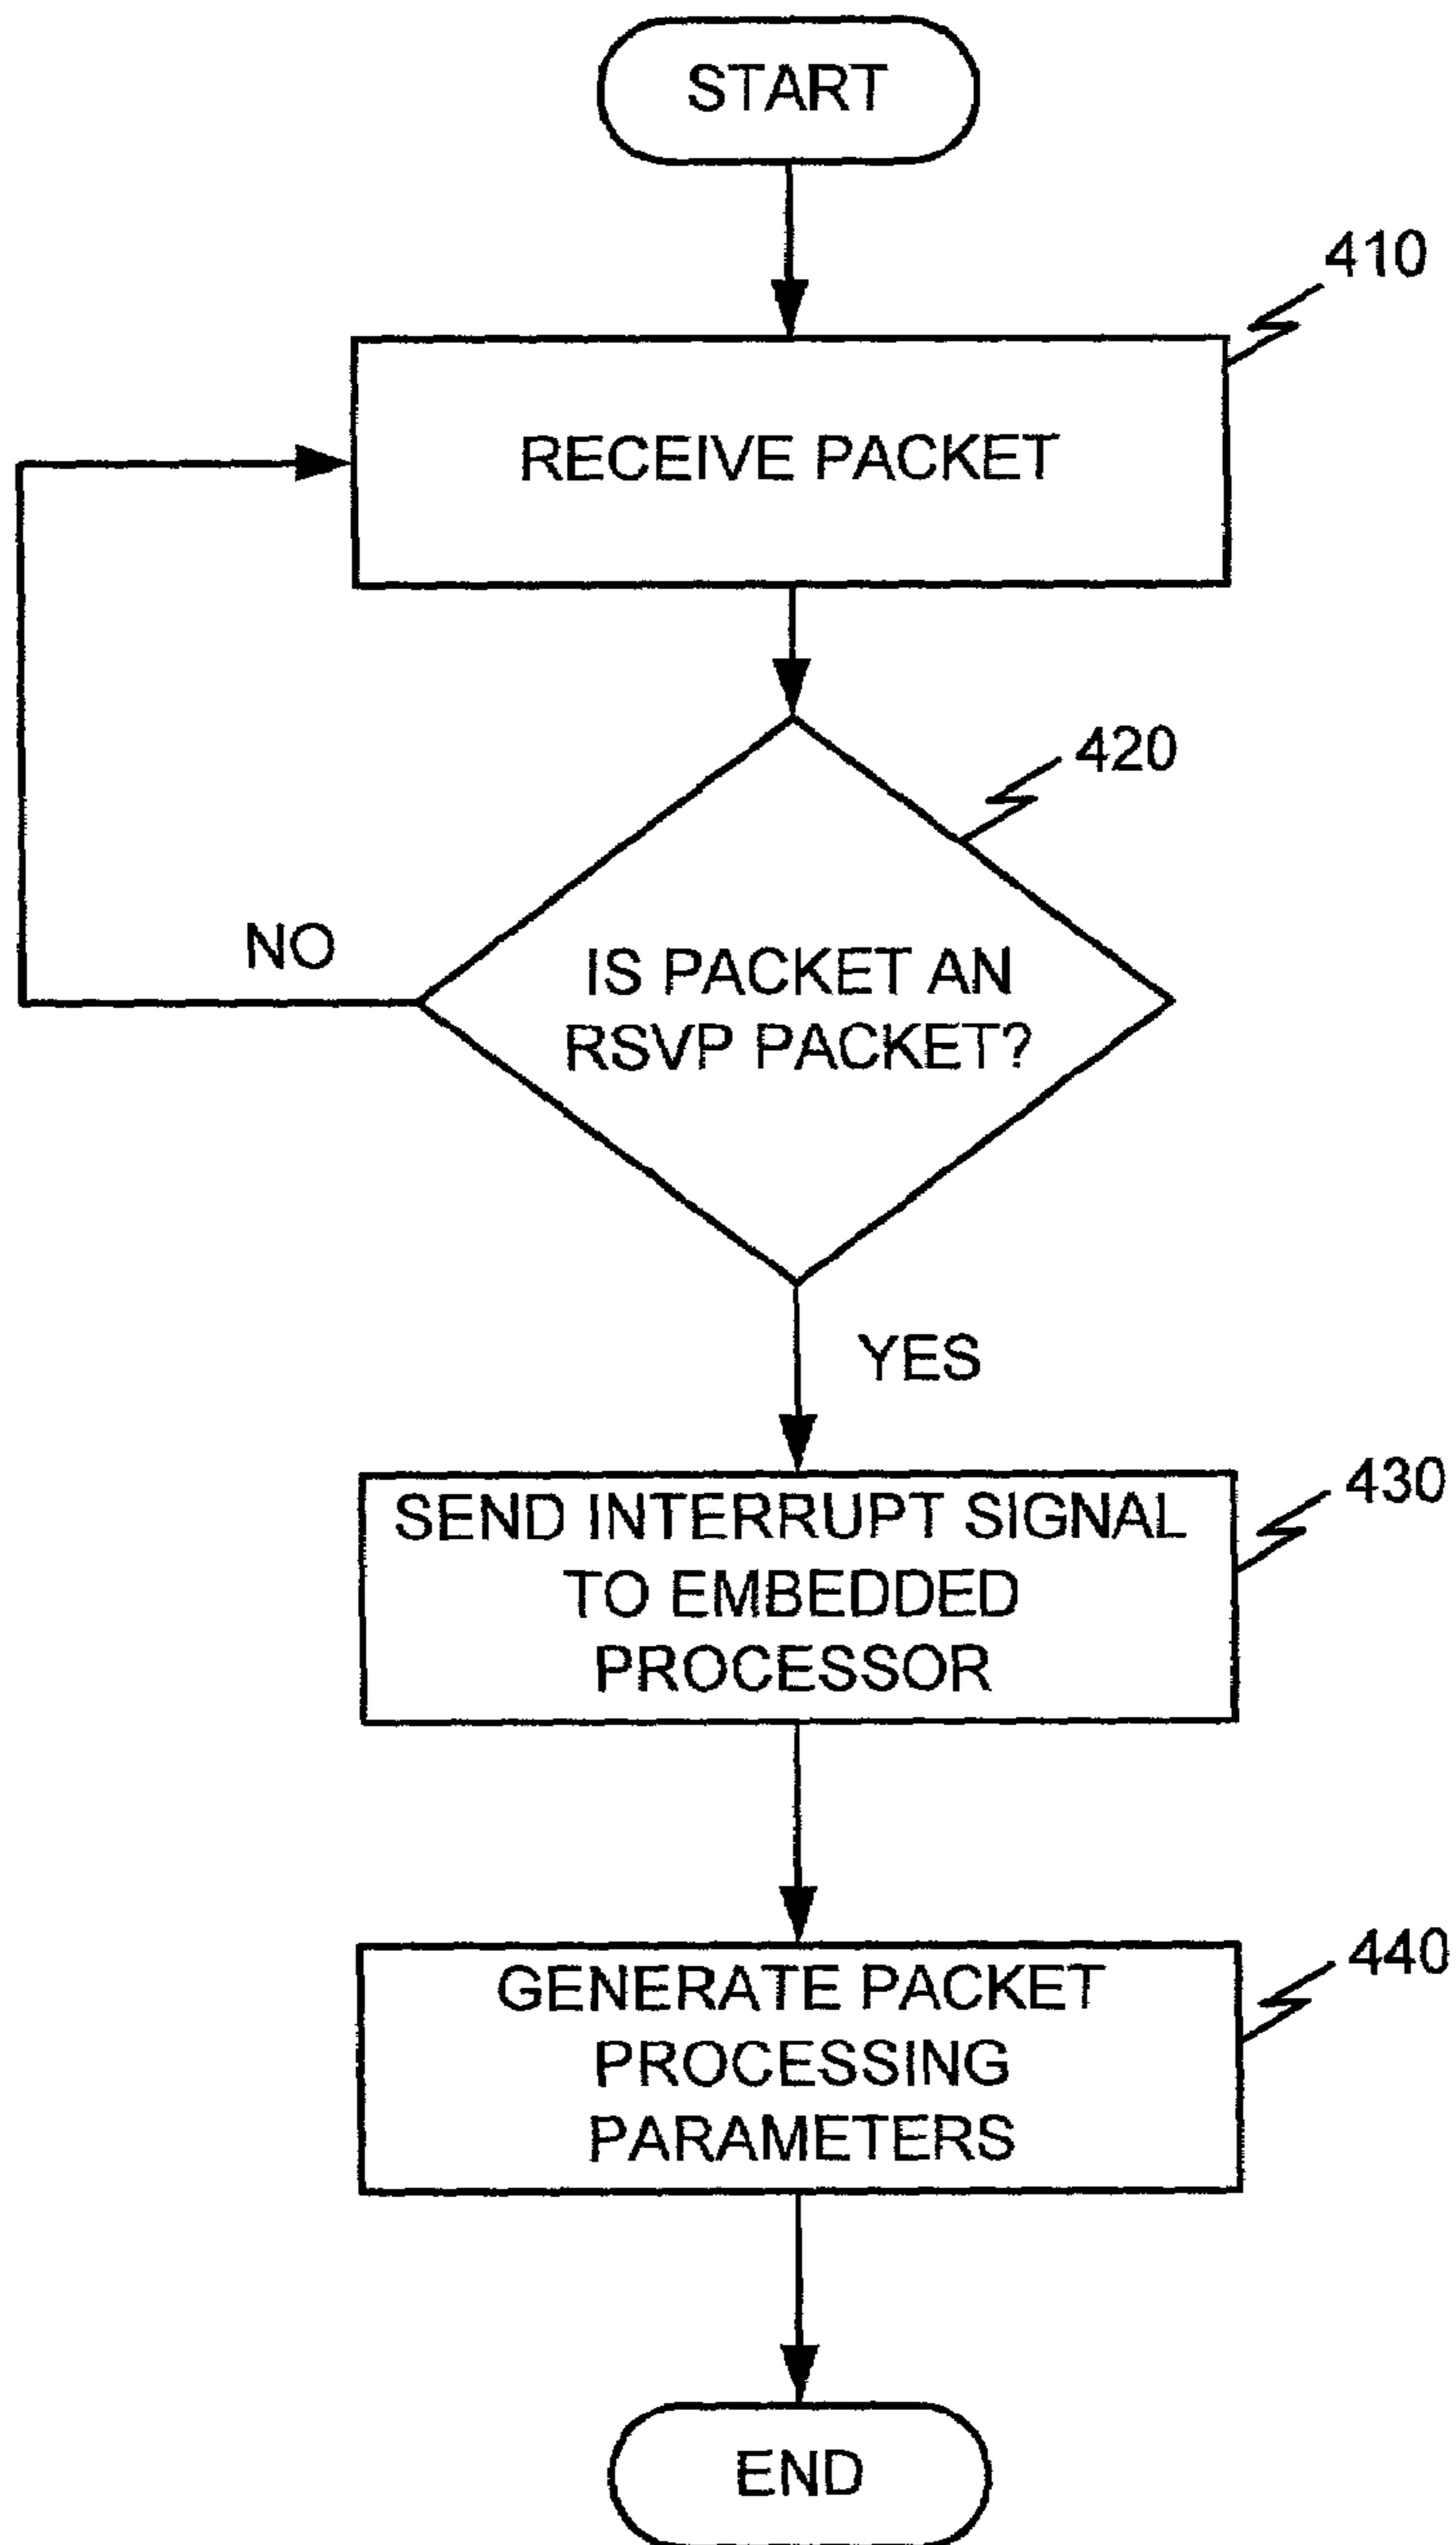 START
410
RECEIVE PACKET
420
NO
IS PACKET AN
RSVP PACKET?
YES
430
SEND INTERRUPT SIGNAL
TO EMBEDDED
PROCESSOR
440
GENERATE PACKET
PROCESSING
PARAMETERS
END